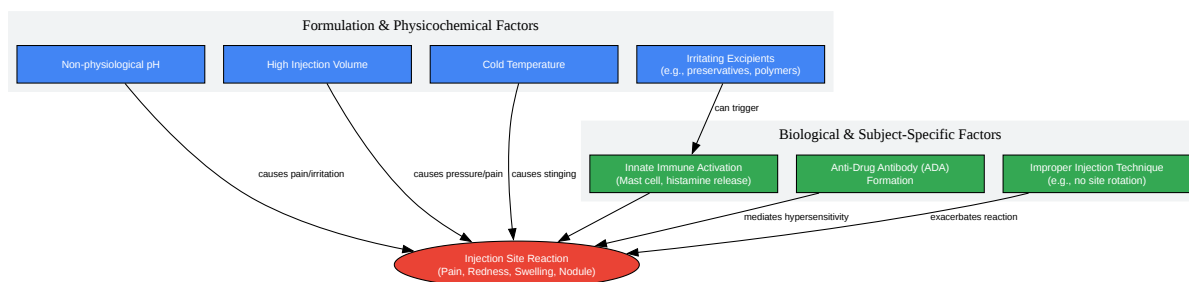 Formulation & Physicochemical Factors
Non-physiological pH
High Injection Volume
Cold Temperature
Irritating Excipients
(e.g., preservatives, polymers)
can trigger
Biological & Subject-Specific Factors
Innate Immune Activation
(Mast cell, histamine release)
Anti-Drug Antibody (ADA)
Formation
Improper Injection Technique
(e.g., no site rotation)
causes pain/irritation
causes pressure/pain
causes stinging
mediates hypersensitivity
exacerbates reaction
Injection Site Reaction
(Pain, Redness, Swelling, Nodule)